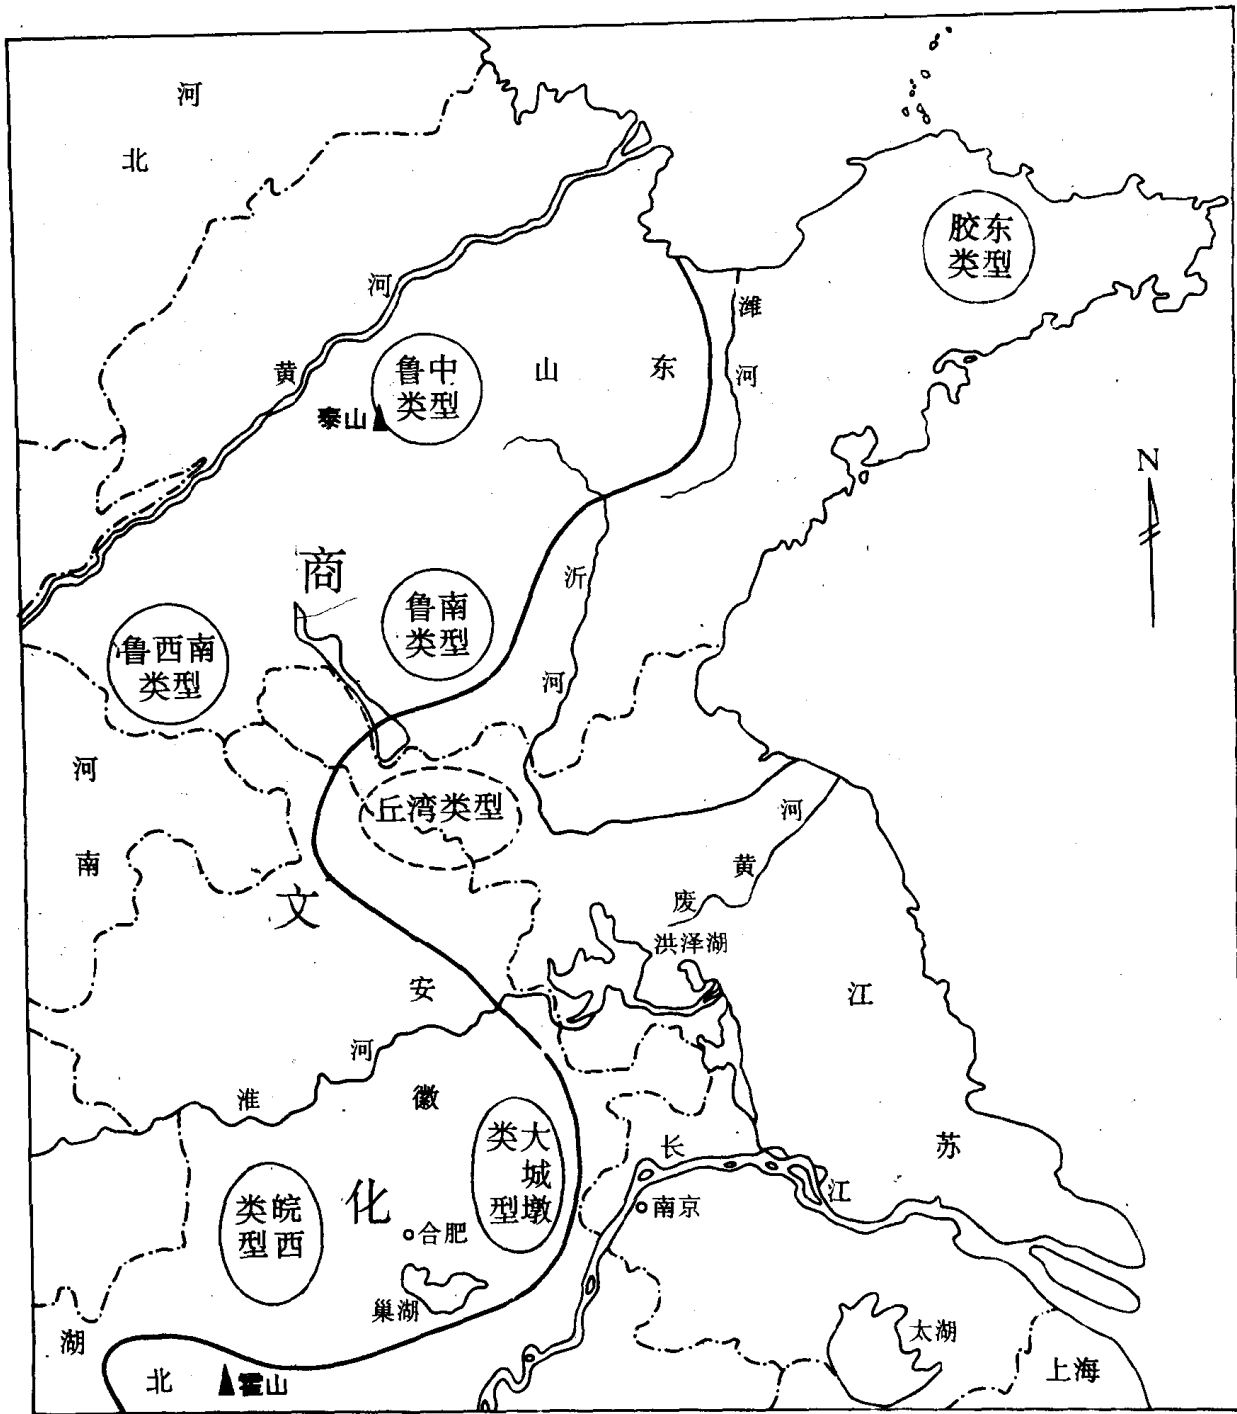 河
北
胶东
类型
河
潍
黄
鲁中
类型
山
东
河
泰山
N
商
沂
鲁南
类型
鲁西南
类型
河
河
丘湾类型
河
南
黄
文
废
洪泽湖
安
江
河
淮
徽
大城墩
类型
长
苏
江
皖西
类型
化
南京
合肥
巢湖
太湖
湖
上海
北
霍山